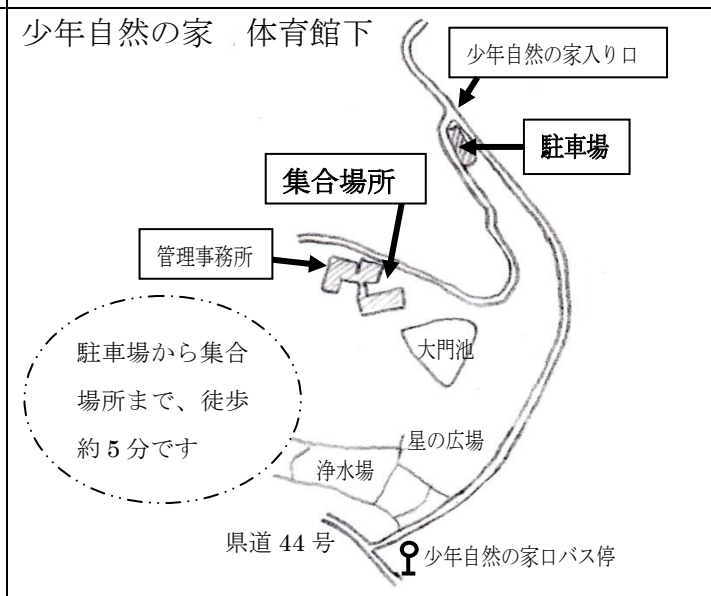 少年自然の家　体育館下
少年自然の家入り口
駐車場
集合場所
管理事務所
大門池
駐車場から集合
場所まで、徒歩
約5分です
星の広場
浄水場
県道44号
少年自然の家口バス停